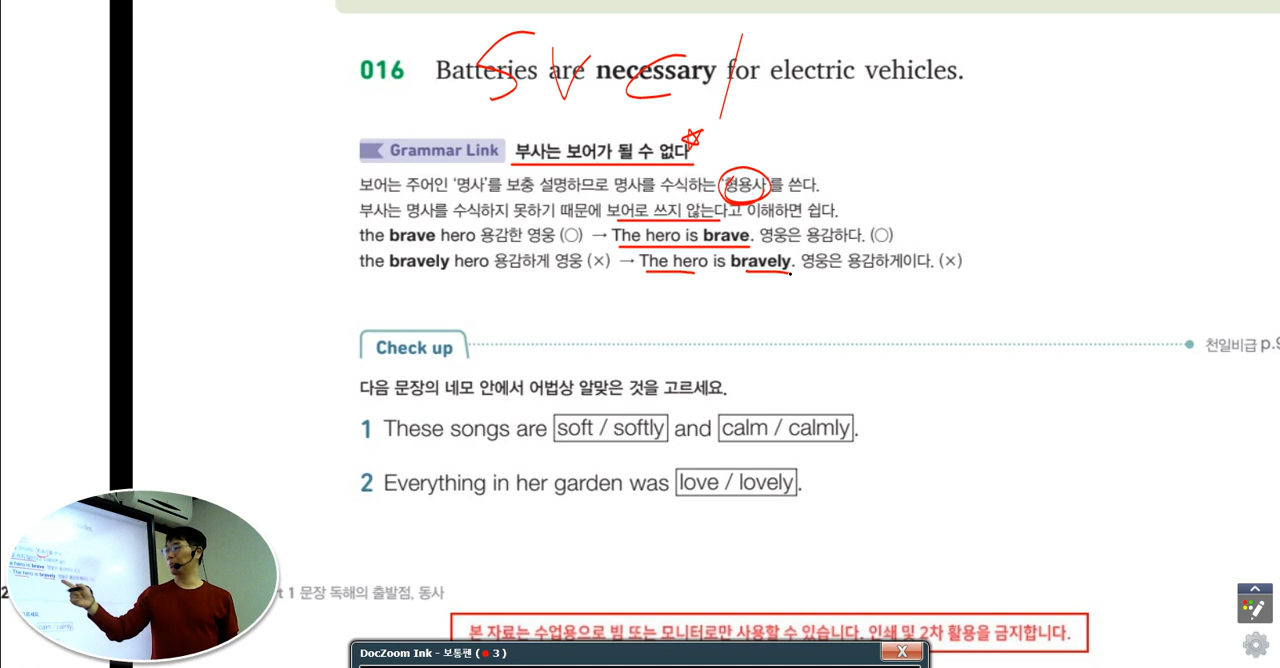 016 Batteries are necessary for electric vehicles.
S V C /
Grammar Link 부사는 보어가 될 수 없다
보어는 주어인 ‘명사’를 보충 설명하므로 명사를 수식하는 ‘형용사’를 쓴다.
부사는 명사를 수식하지 못하기 때문에 보어로 쓰지 않는다고 이해하면 쉽다.
the brave hero 용감한 영웅 (○) → The hero is brave. 영웅은 용감하다. (○)
the bravely hero 용감하게 영웅 (×) → The hero is bravely. 영웅은 용감하게이다. (×)
Check up
천일비급 p.9
다음 문장의 네모 안에서 어법상 알맞은 것을 고르세요.
1 These songs are soft / softly and calm / calmly.
2 Everything in her garden was love / lovely.
2
t 1 문장 독해의 출발점, 동사
본 자료는 수업용으로 빔 또는 모니터로만 사용할 수 있습니다. 인쇄 및 2차 활용을 금지합니다.
DocZoom Ink - 보통펜 ( 3 ) X